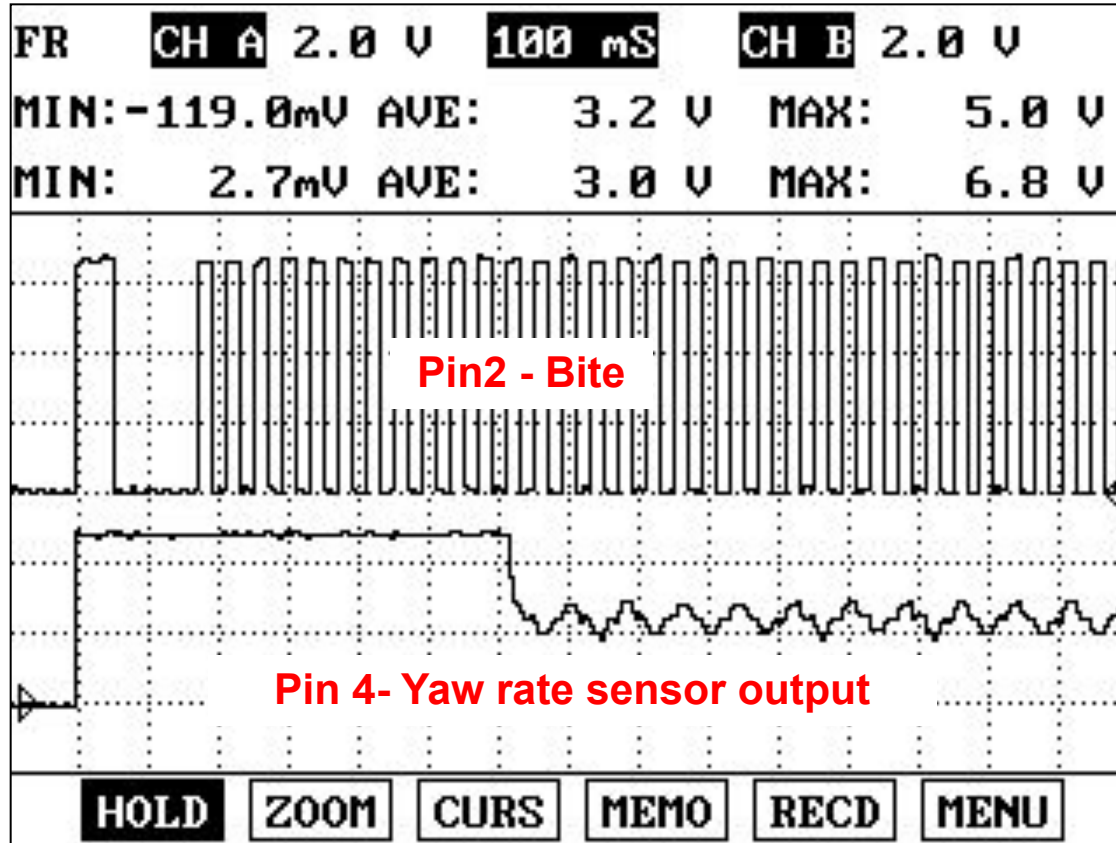 FR CH A 2.0 V 100 mS CH B 2.0 V
MIN:-119.0mV AVE: 3.2 V MAX: 5.0 V
MIN: 2.7mV AVE: 3.0 V MAX: 6.8 V
Pin2 - Bite
Pin 4- Yaw rate sensor output
HOLD ZOOM CURS MEMO RECD MENU